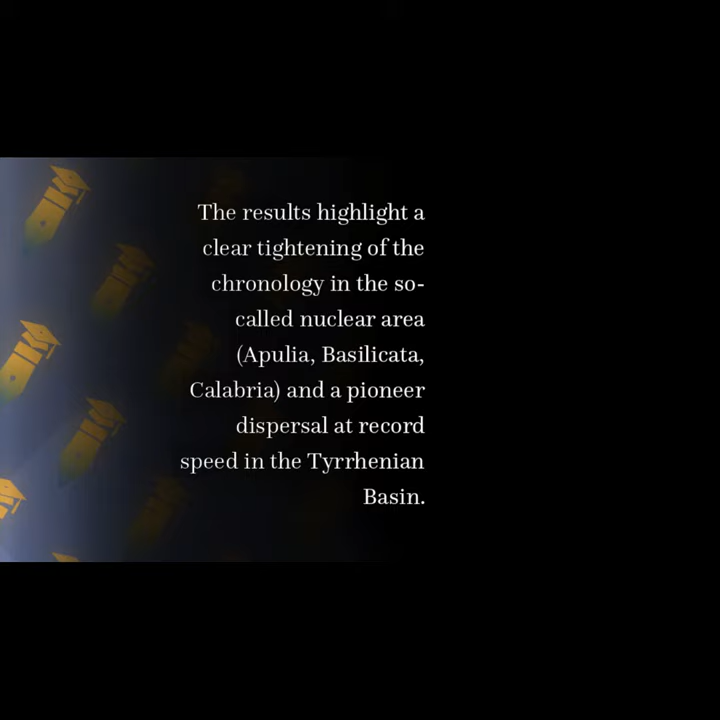 The results highlight a
clear tightening of the
chronology in the so-
called nuclear area
(Apulia, Basilicata,
Calabria) and a pioneer
dispersal at record
speed in the Tyrrhenian
Basin.